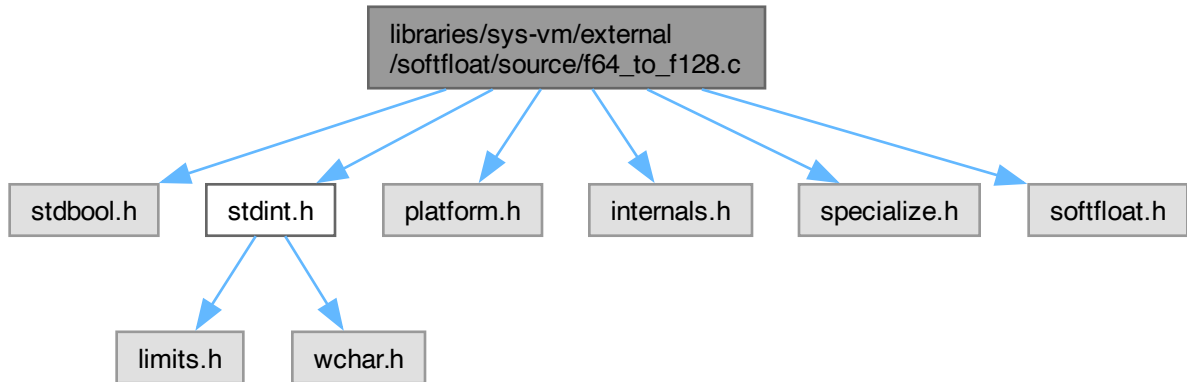 libraries/sys-vm/external
/softfloat/source/f64_to_f128.c
stdbool.h
stdint.h
platform.h
internals.h
specialize.h
softfloat.h
limits.h
wchar.h